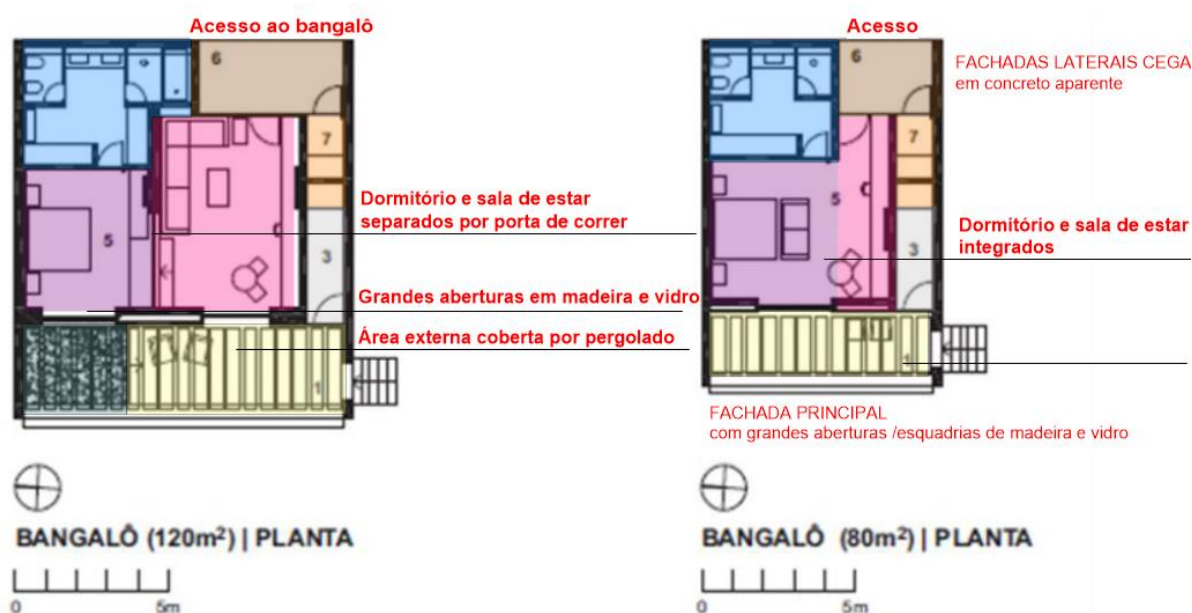 Acesso ao bangalô
6
7
5
3
1
Dormitório e sala de estar
separados por porta de correr
Grandes aberturas em madeira e vidro
Área externa coberta por pergolado
BANGALÔ (120m²) | PLANTA
0
5m
Acesso
FACHADAS LATERAIS CEGA
em concreto aparente
6
7
5
3
1
Dormitório e sala de estar
integrados
FACHADA PRINCIPAL
com grandes aberturas /esquadrias de madeira e vidro
BANGALÔ (80m²) | PLANTA
0
5m